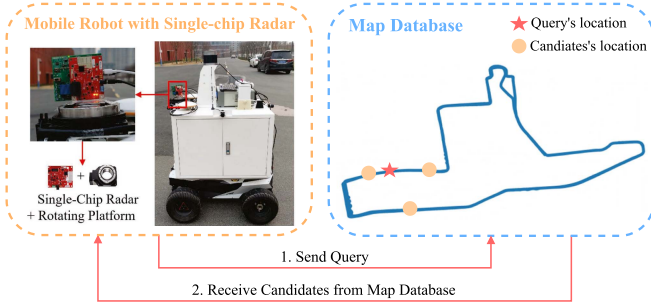 Mobile Robot with Single-chip Radar
+
Single-Chip Radar
+ Rotating Platform
Map Database
Query's location
Candiates's location
1. Send Query
2. Receive Candidates from Map Database